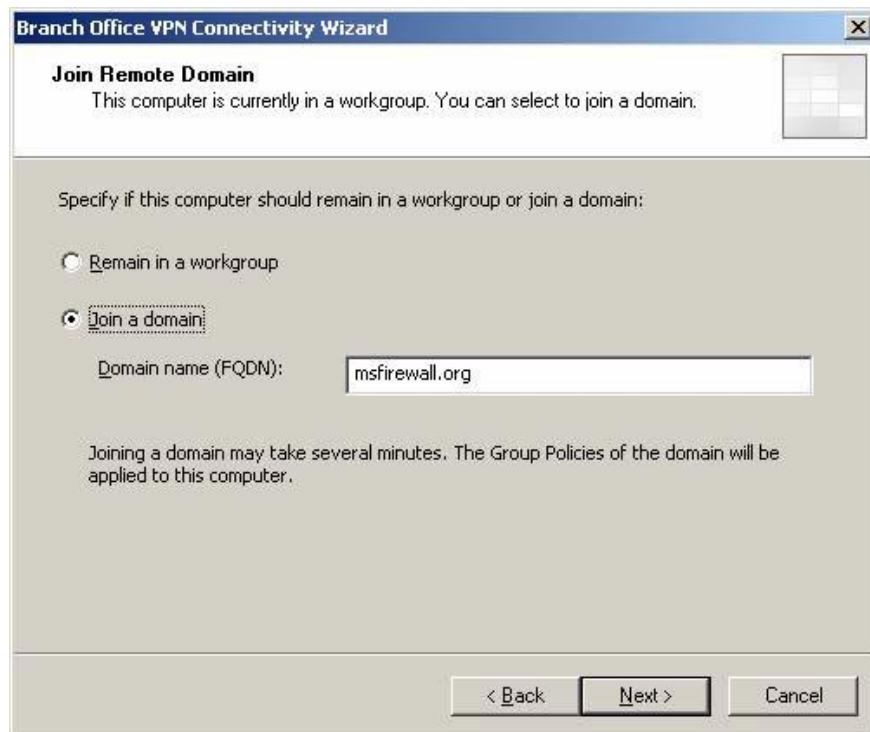 Branch Office VPN Connectivity Wizard
Join Remote Domain
This computer is currently in a workgroup. You can select to join a domain.
Specify if this computer should remain in a workgroup or join a domain:
Remain in a workgroup
Join a domain
Domain name (FQDN):
msfirewall.org
Joining a domain may take several minutes. The Group Policies of the domain will be
applied to this computer.
< Back
Next >
Cancel